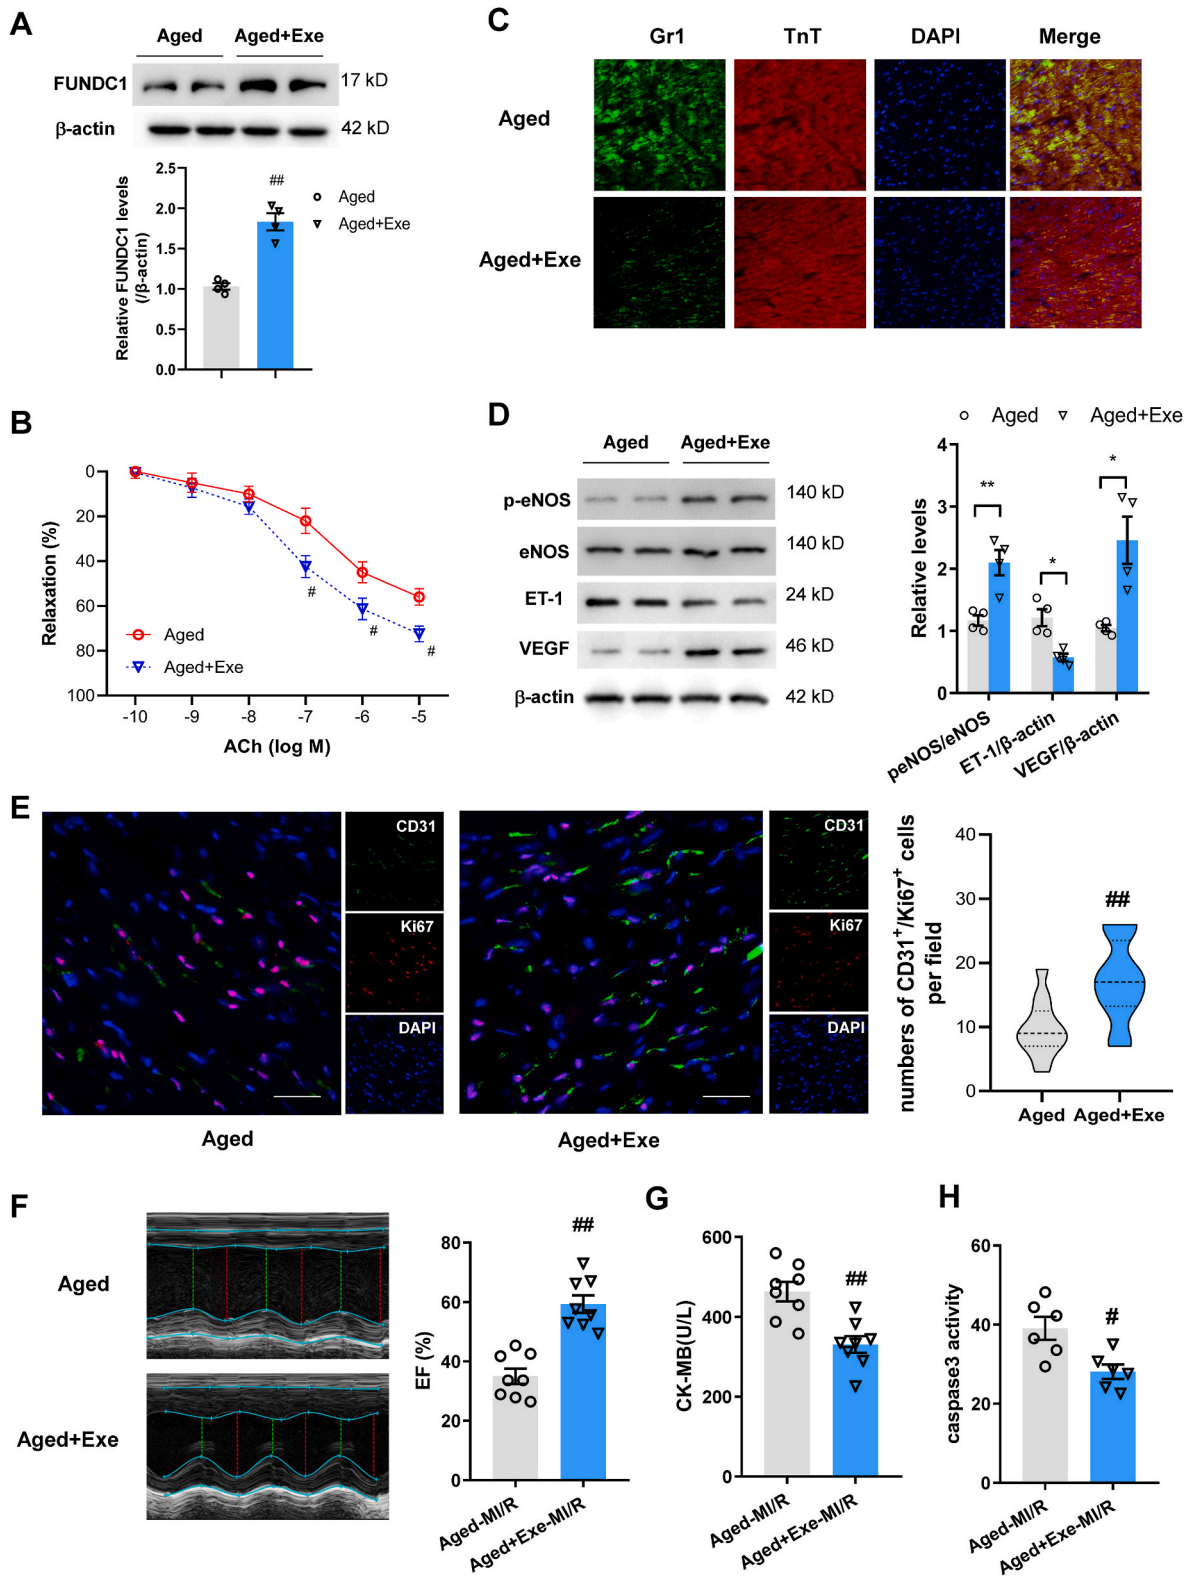 A
Aged
Aged+Exe
FUNDC1
17 kD
β-actin
42 kD
Relative FUNDC1 levels
(/β-actin)
2.5
2.0
1.5
1.0
0.5
0.0
##
Aged
Aged+Exe
B
Relaxation (%)
0
20
40
60
80
100
#
#
#
Aged
Aged+Exe
-10
-9
-8
-7
-6
-5
ACh (log M)
C
Gr1
TnT
DAPI
Merge
Aged
Aged+Exe
D
Aged
Aged+Exe
p-eNOS
140 kD
eNOS
140 kD
ET-1
24 kD
VEGF
46 kD
β-actin
42 kD
Aged
Aged+Exe
Relative levels
4
3
2
1
0
**
*
*
peNOS/eNOS
ET-1/β-actin
VEGF/β-actin
E
CD31
Ki67
DAPI
Aged
CD31
Ki67
DAPI
Aged+Exe
numbers of CD31+/Ki67+ cells
per field
40
30
20
10
0
##
Aged
Aged+Exe
F
Aged
Aged+Exe
EF (%)
80
60
40
20
0
##
Aged-MI/R
Aged+Exe-MI/R
G
CK-MB(U/L)
600
400
200
0
##
Aged-MI/R
Aged+Exe-MI/R
H
caspase3 activity
60
40
20
0
#
Aged-MI/R
Aged+Exe-MI/R